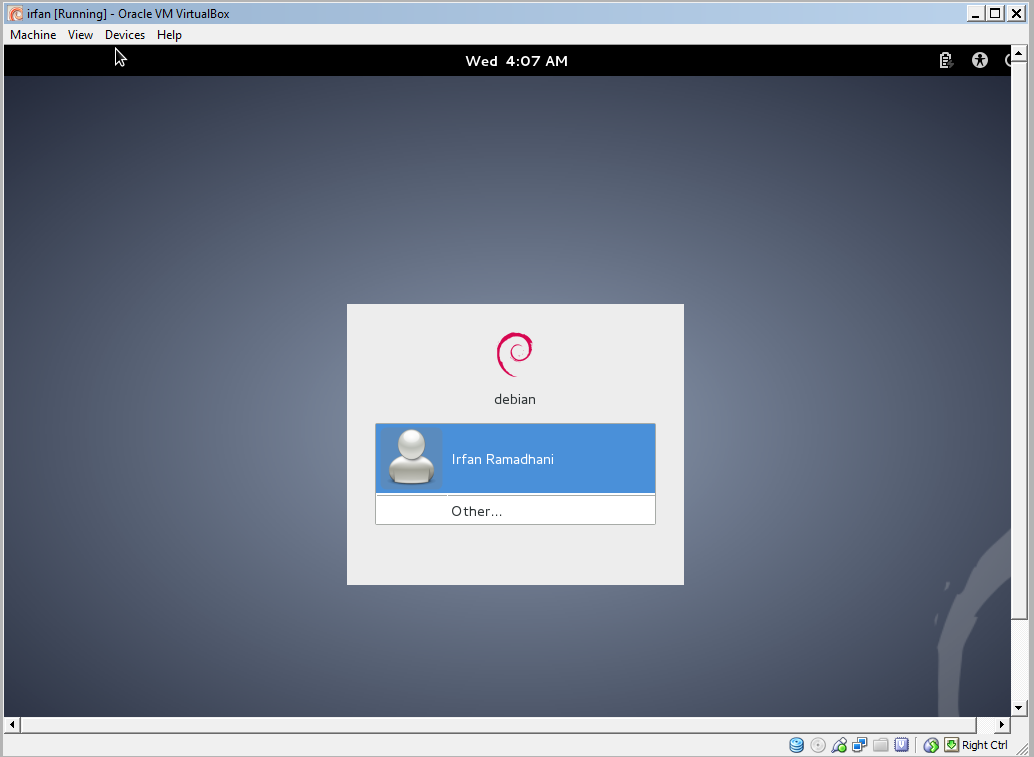 irfan [Running] - Oracle VM VirtualBox
Machine View Devices Help
Wed 4:07 AM
debian
Irfan Ramadhani
Other...
Right Ctrl